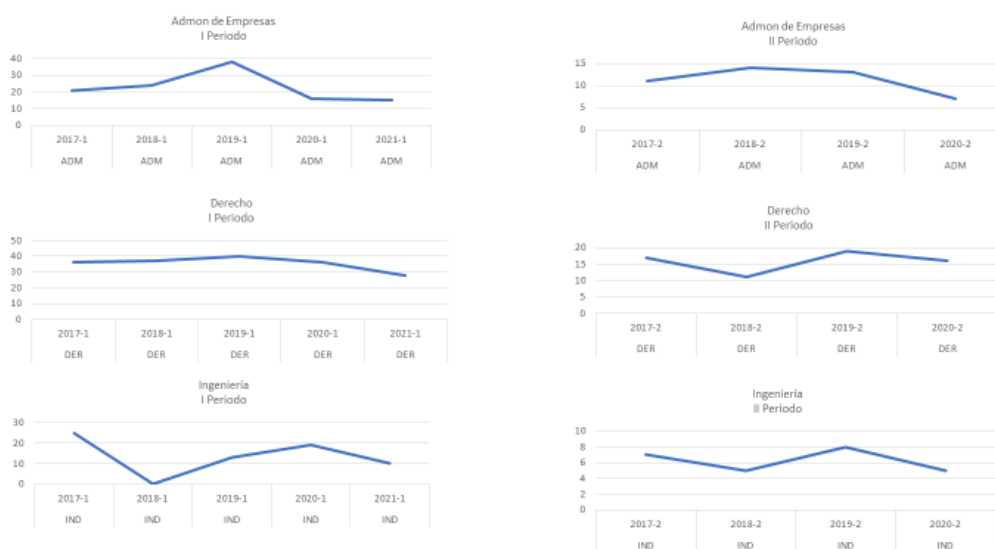 Admon de Empresas
I Periodo
40
30
20
10
0
2017-1 2018-1 2019-1 2020-1 2021-1
ADM ADM ADM ADM ADM
Admon de Empresas
II Periodo
15
10
5
0
2017-2 2018-2 2019-2 2020-2
ADM ADM ADM ADM
Derecho
I Periodo
50
40
30
20
10
0
2017-1 2018-1 2019-1 2020-1 2021-1
DER DER DER DER DER
Derecho
II Periodo
20
15
10
5
0
2017-2 2018-2 2019-2 2020-2
DER DER DER DER
Ingeniería
I Periodo
30
20
10
0
2017-1 2018-1 2019-1 2020-1 2021-1
IND IND IND IND IND
Ingeniería
II Periodo
10
8
6
4
2
0
2017-2 2018-2 2019-2 2020-2
IND IND IND IND